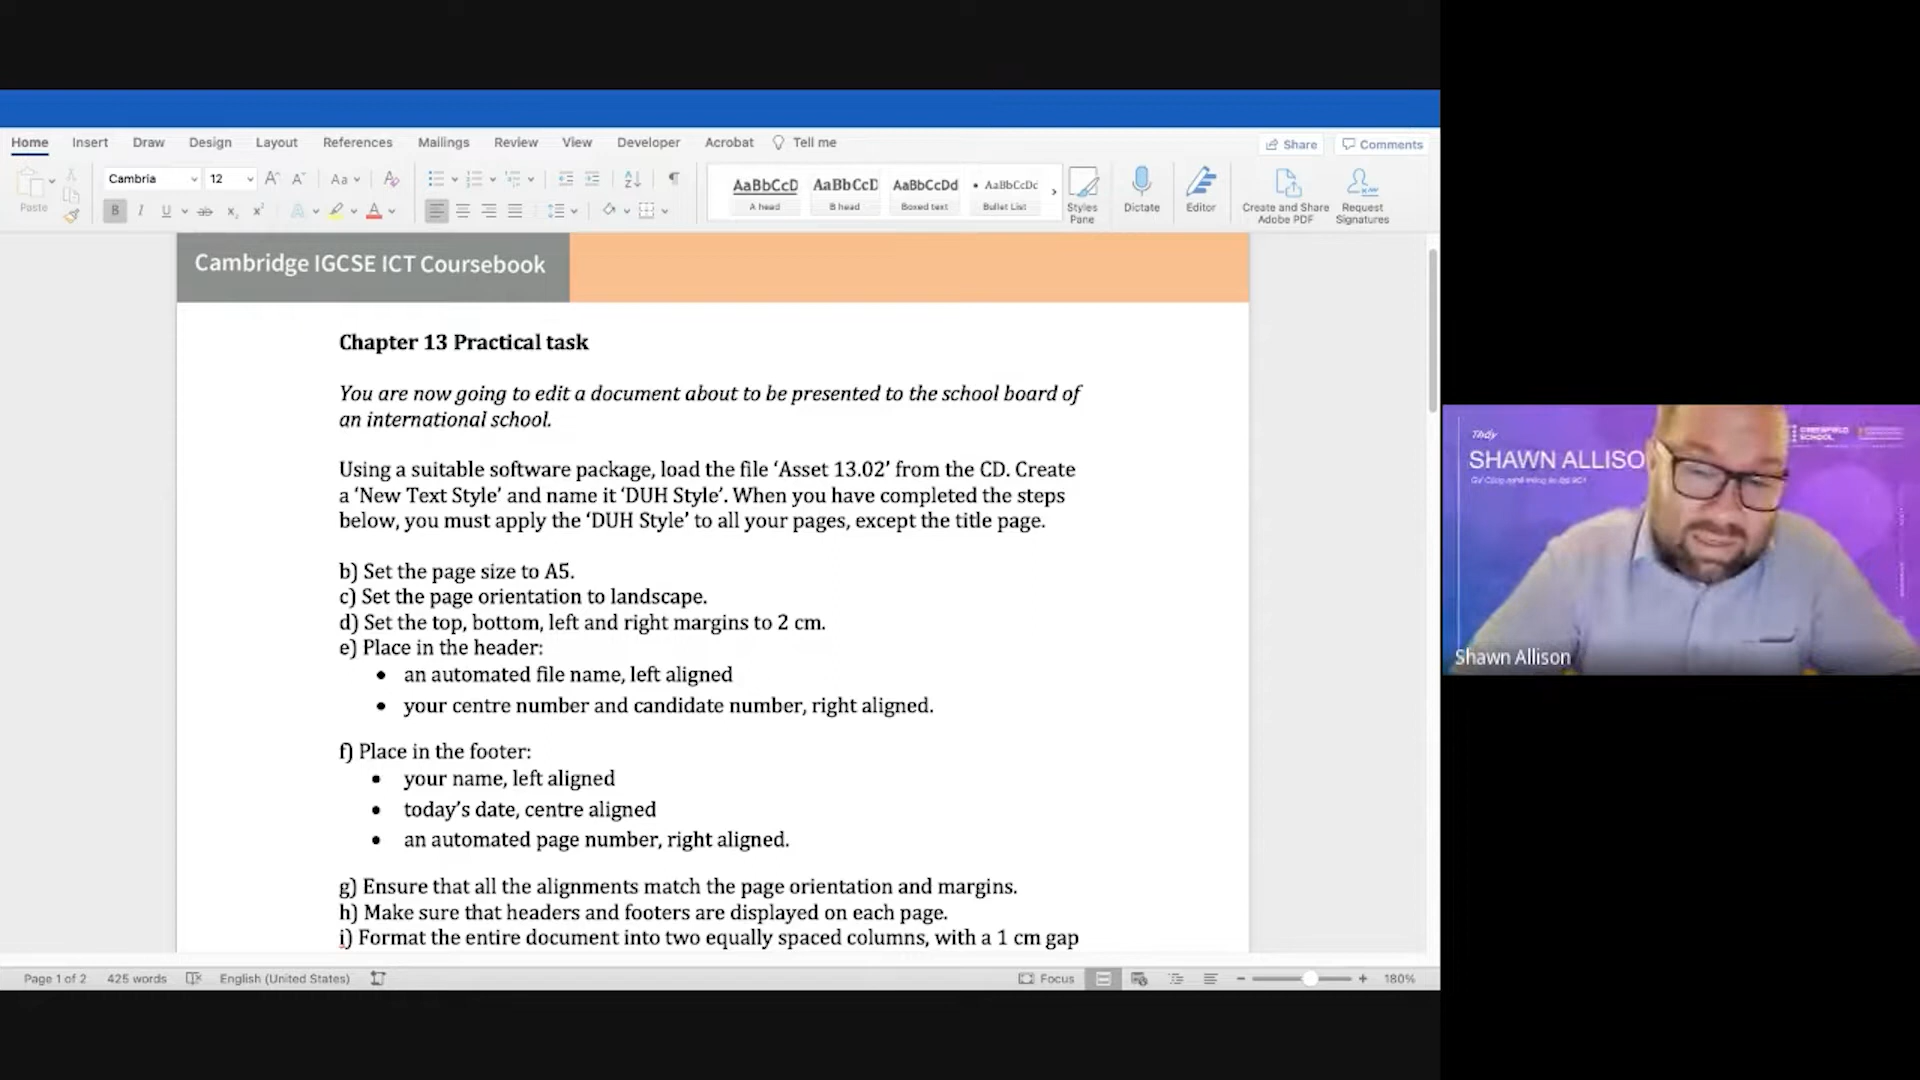 Home Insert Draw Design Layout References Mailings Review View Developer Acrobat Tell me Share Comments
Cambria 12 Aa
Paste
AaBbCcD AaBbCcD AaBbCcDd AaBbCcDc
A head B head Boxed text Bullet List
Styles Pane Dictate Editor Create and Share Adobe PDF Request Signatures
Cambridge IGCSE ICT Coursebook
Chapter 13 Practical task
You are now going to edit a document about to be presented to the school board of
an international school.
Using a suitable software package, load the file ‘Asset 13.02’ from the CD. Create
a ‘New Text Style’ and name it ‘DUH Style’. When you have completed the steps
below, you must apply the ‘DUH Style’ to all your pages, except the title page.
b) Set the page size to A5.
c) Set the page orientation to landscape.
d) Set the top, bottom, left and right margins to 2 cm.
e) Place in the header:
• an automated file name, left aligned
• your centre number and candidate number, right aligned.
f) Place in the footer:
• your name, left aligned
• today’s date, centre aligned
• an automated page number, right aligned.
g) Ensure that all the alignments match the page orientation and margins.
h) Make sure that headers and footers are displayed on each page.
i) Format the entire document into two equally spaced columns, with a 1 cm gap
Page 1 of 2 425 words English (United States) Focus 180%
Thầy
SHAWN ALLISO
SCHOOL
Shawn Allison